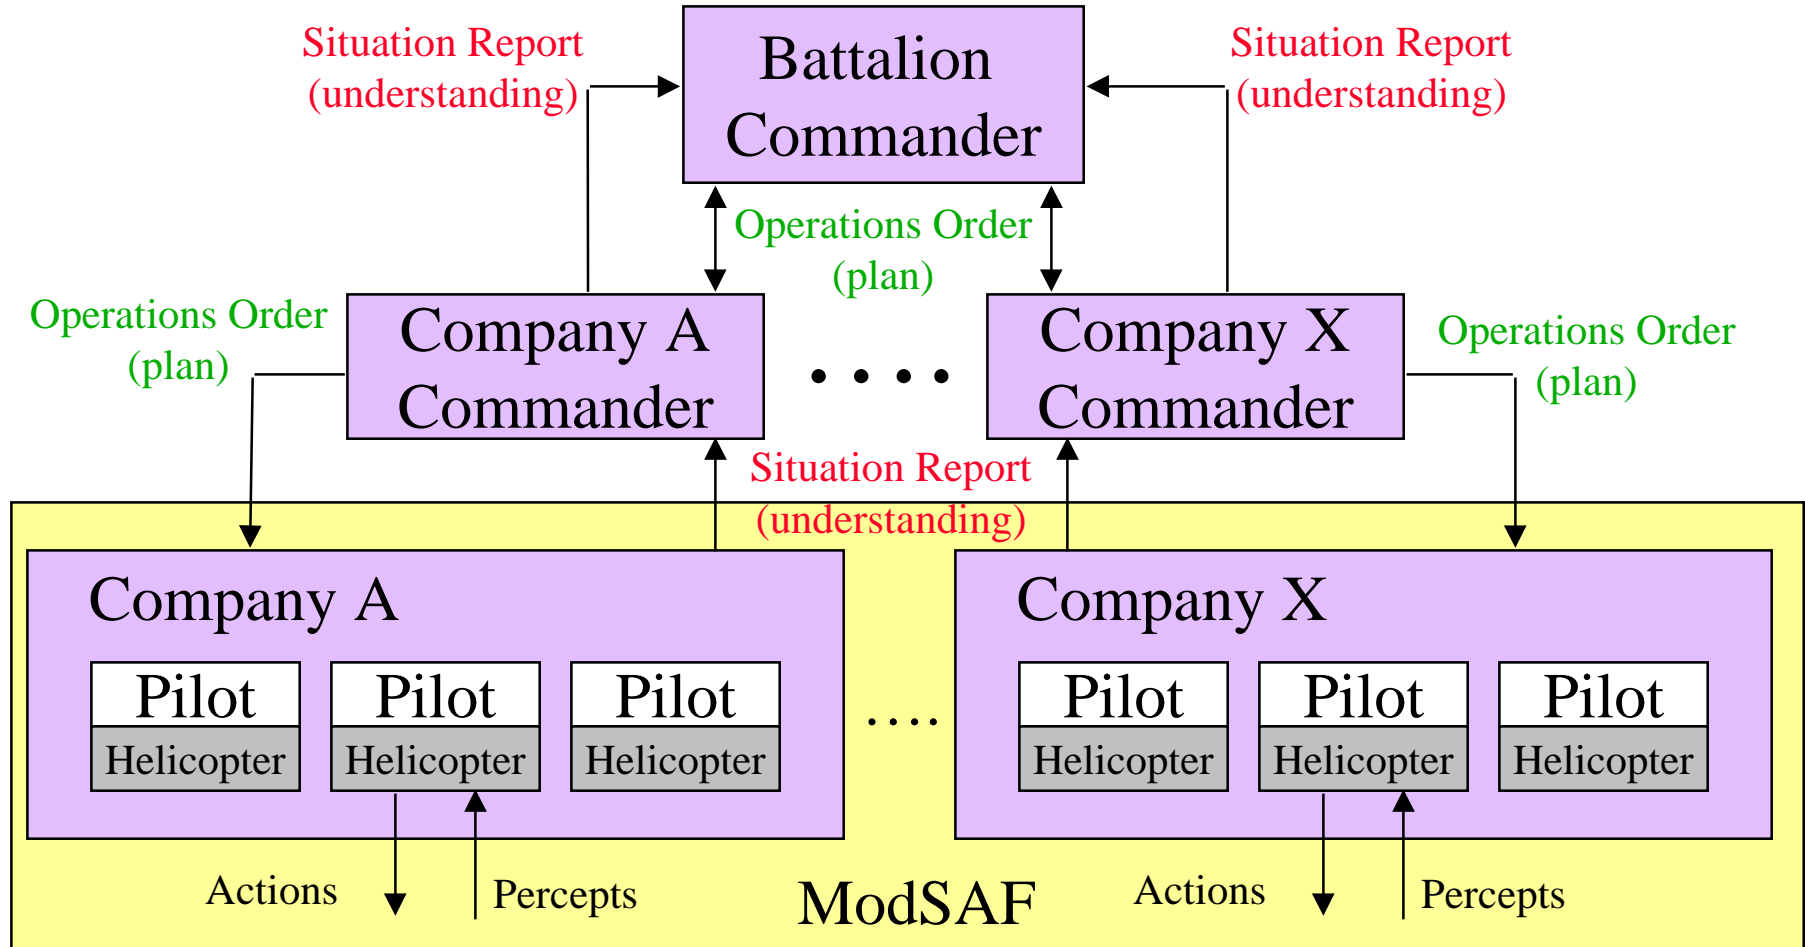 Situation Report
(understanding)
Battalion
Commander
Situation Report
(understanding)
Operations Order
(plan)
Operations Order
(plan)
Company A
Commander
. . . .
Company X
Commander
Operations Order
(plan)
Situation Report
(understanding)
Company A
Company X
Pilot
Helicopter
Pilot
Helicopter
Pilot
Helicopter
....
Pilot
Helicopter
Pilot
Helicopter
Pilot
Helicopter
Actions
Percepts
ModSAF
Actions
Percepts